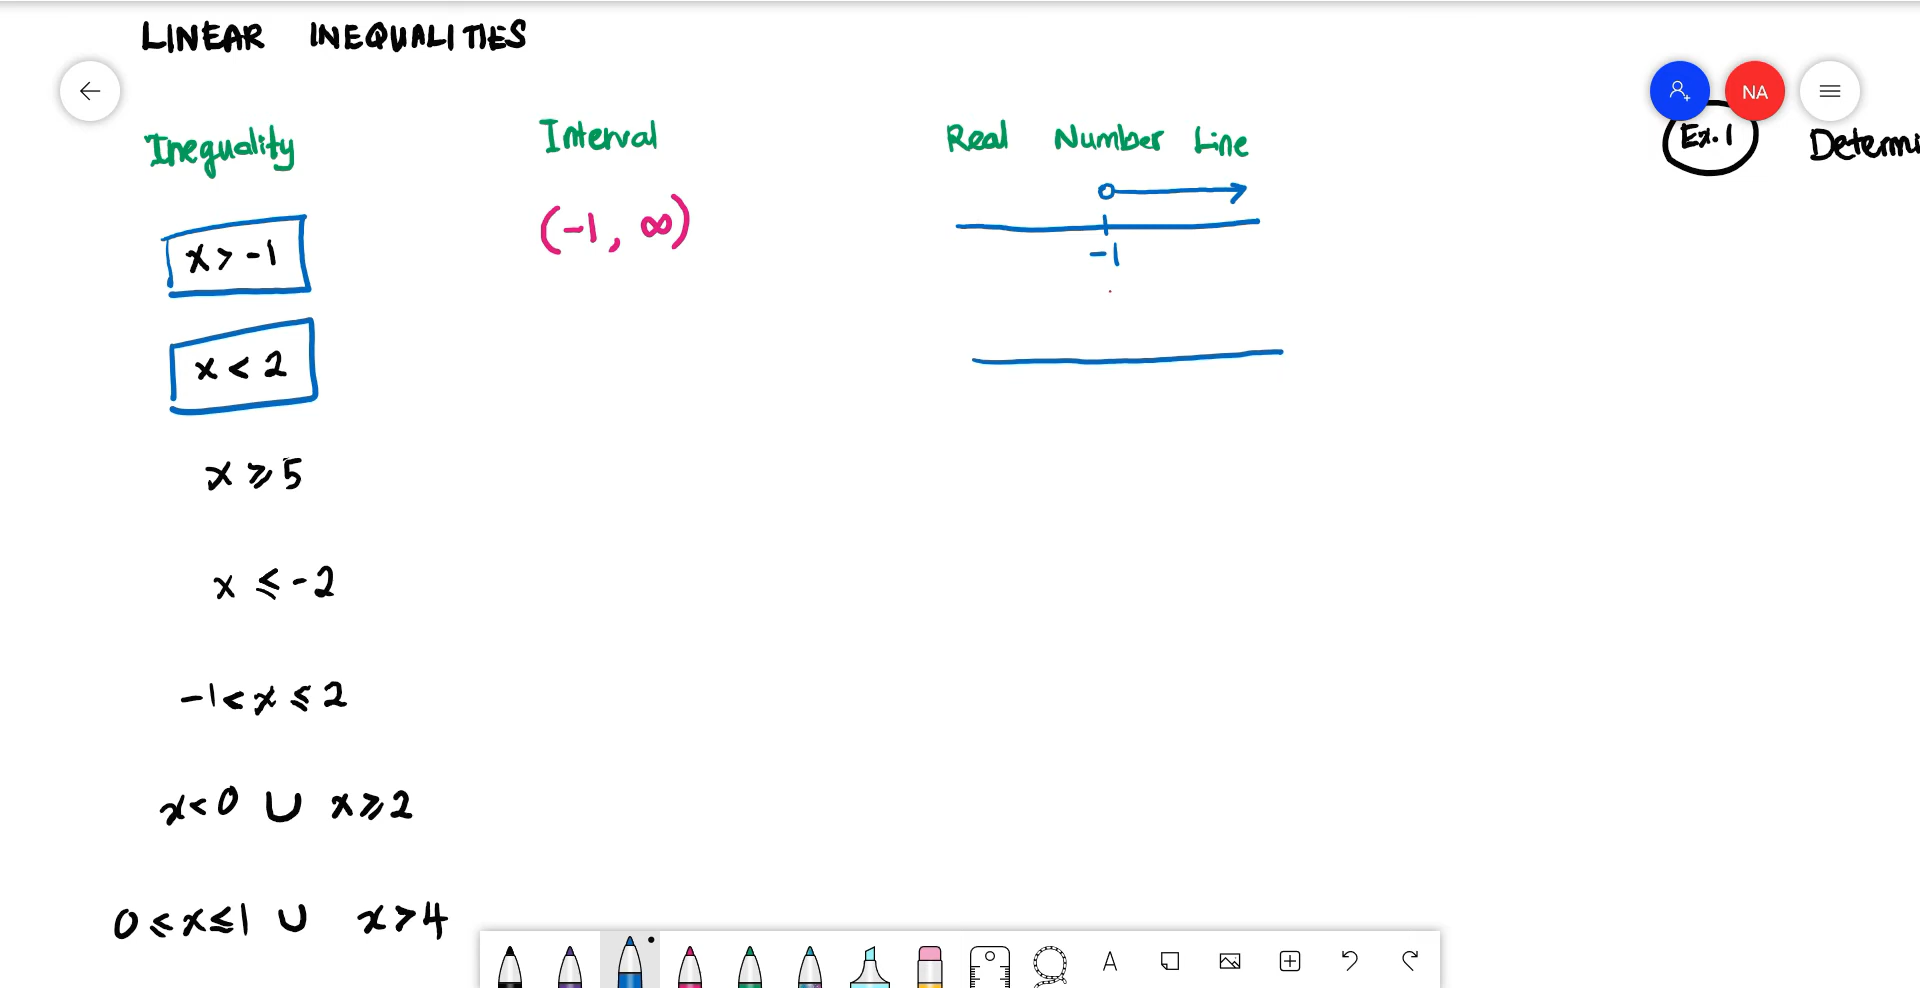 LINEAR INEQUALITIES
NA
Inequality Interval Real Number Line
Ex.1 Determi
x > -1 (-1, ∞)
-1
x < 2
x ⩾ 5
x ⩽ -2
-1 < x ⩽ 2
x < 0 ∪ x ⩾ 2
0 ⩽ x ⩽ 1 ∪ x > 4
A